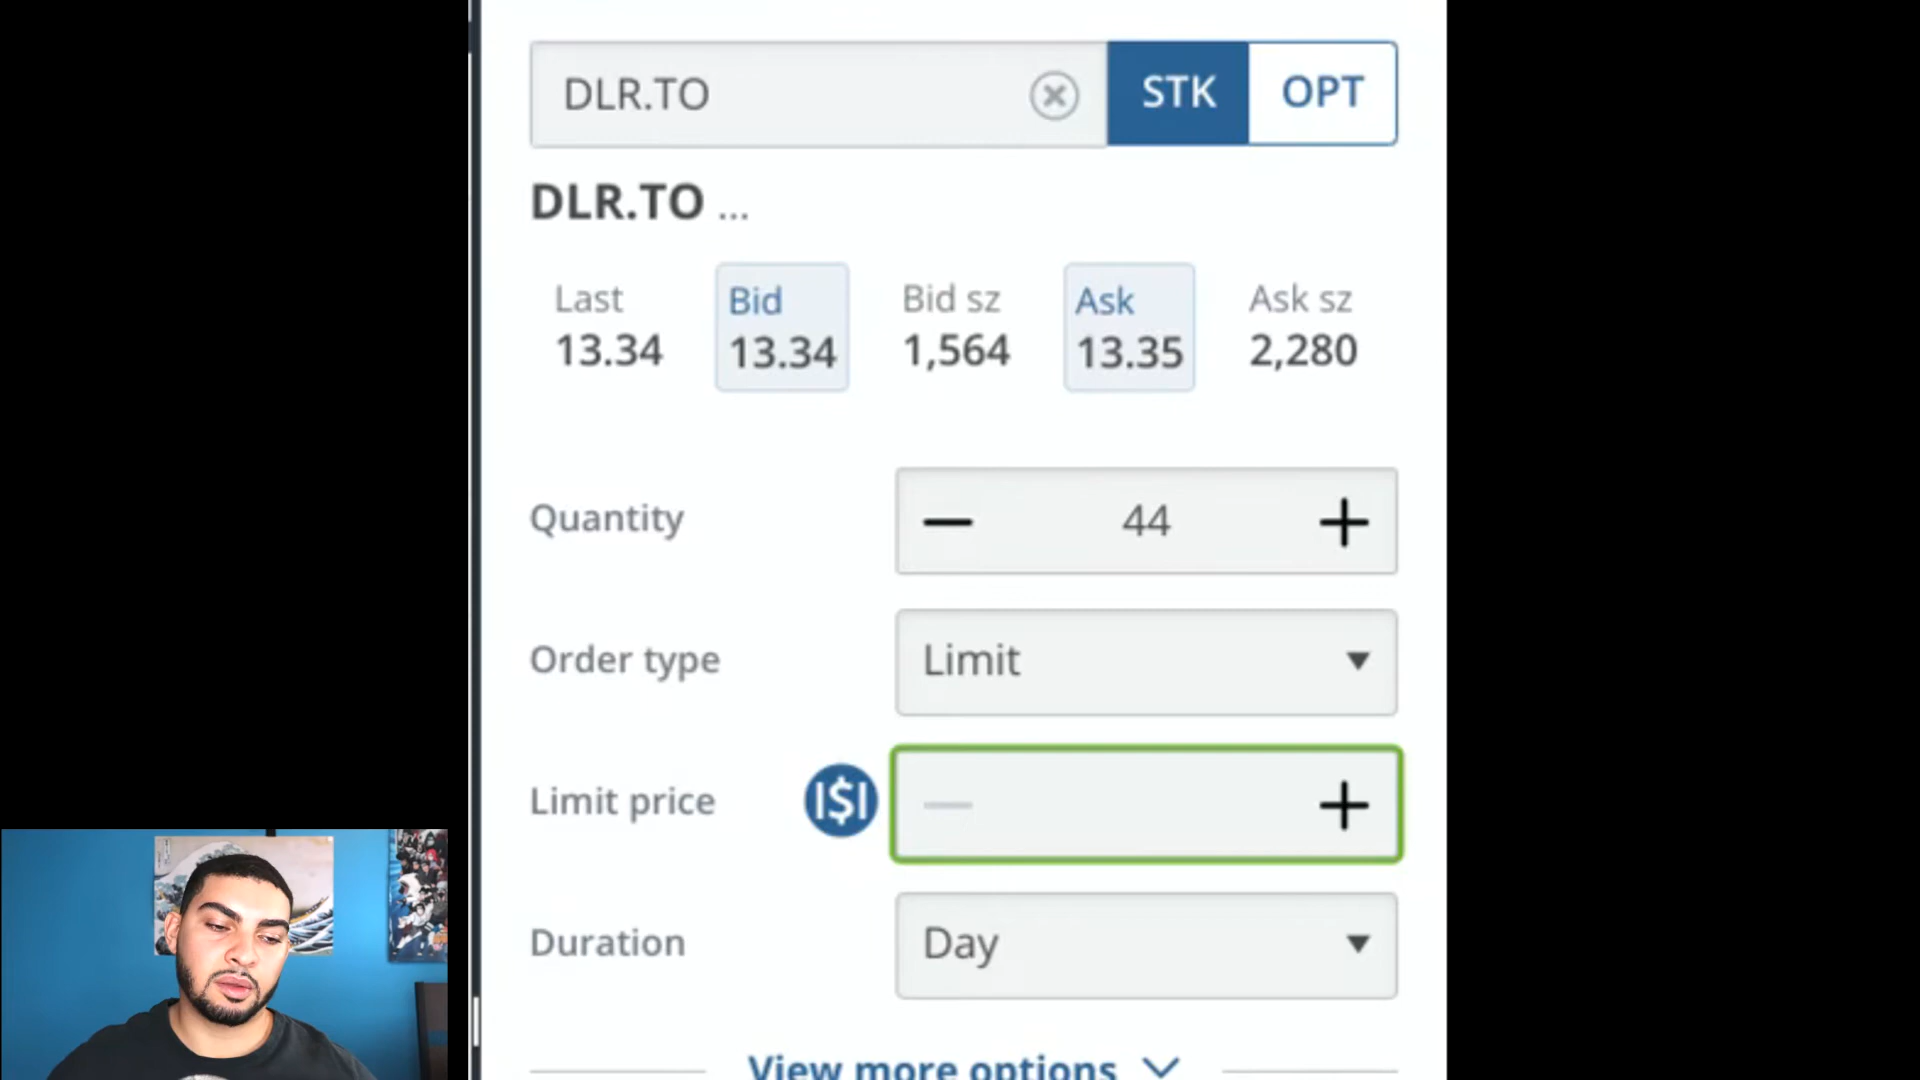 DLR.TO
STK
OPT
DLR.TO ...
Last
Bid
Bid sz
Ask
Ask sz
13.34
13.34
1,564
13.35
2,280
Quantity
44
Order type
Limit
Limit price
|$|
Duration
Day
View more options